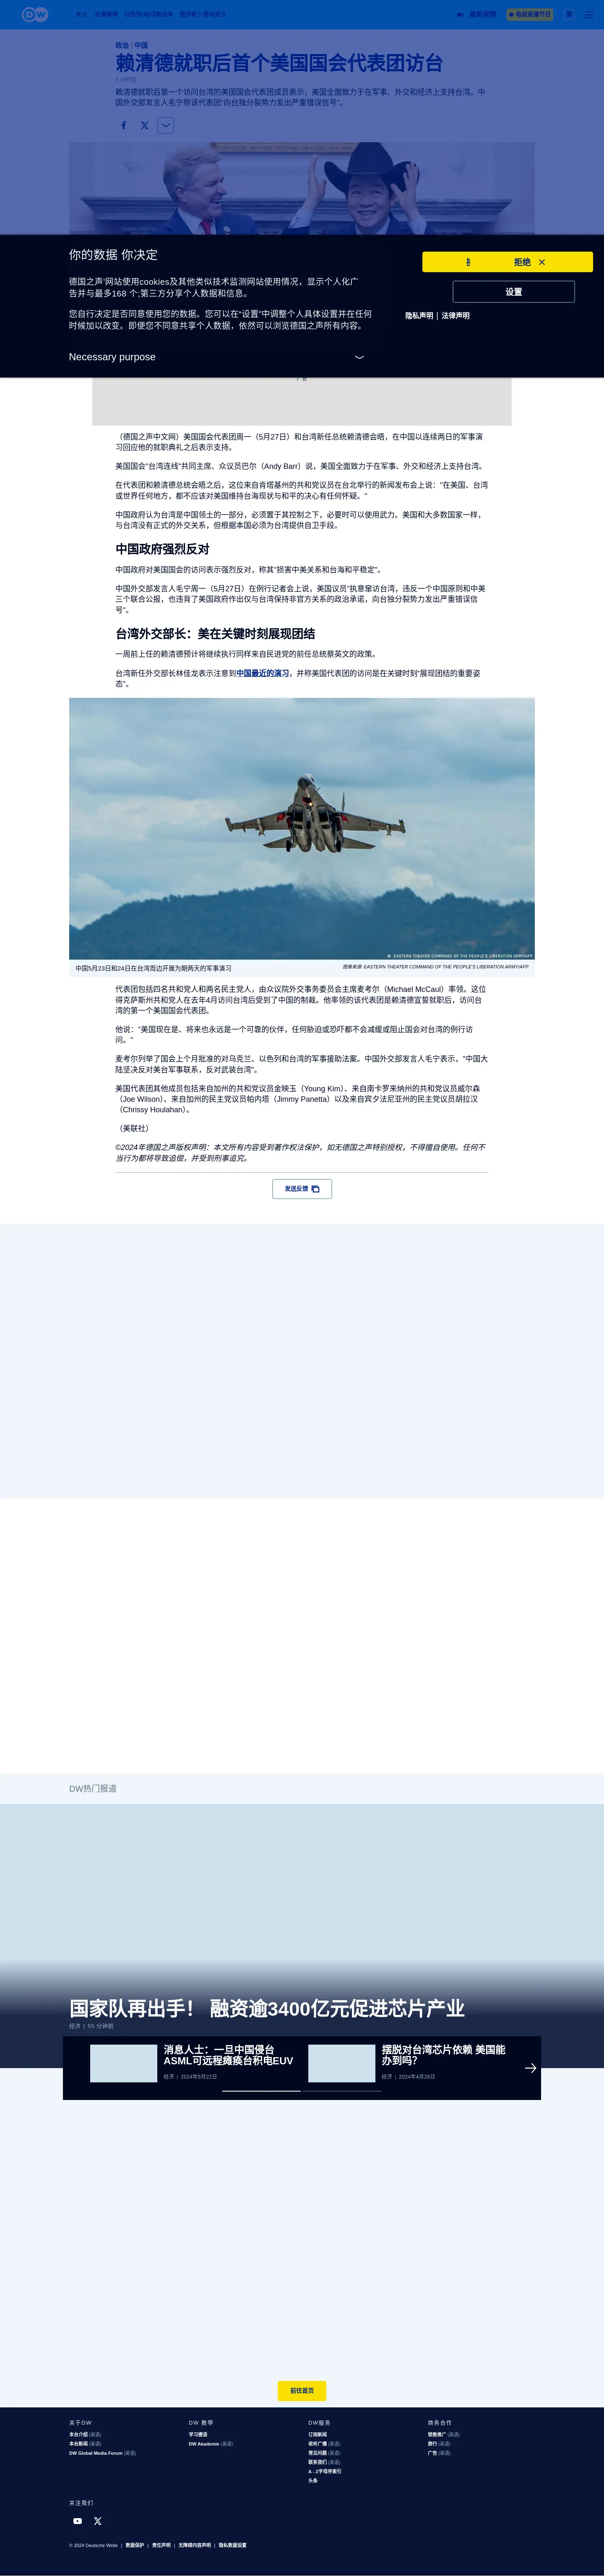 DW
焦点
台海两岸
以色列-哈马斯战争
俄罗斯入侵乌克兰
最新视频
电视直播节目
繁
政治 | 中国
赖清德就职后首个美国国会代表团访台
3 小时前
赖清德就职后第一个访问台湾的美国国会代表团成员表示，美国全面致力于在军事、外交和经济上支持台湾。中
国外交部发言人毛宁称该代表团"向台独分裂势力发出严重错误信号"。
你的数据 你决定
德国之声'网站使用cookies及其他类似技术监测网站使用情况，显示个人化广
告并与最多168 个;第三方分享个人数据和信息。
您自行决定是否同意使用您的数据。您可以在"设置"中调整个人具体设置并在任何
时候加以改变。即便您不同意共享个人数据，依然可以浏览德国之声所有内容。
Necessary purpose
拒绝
设置
隐私声明 | 法律声明
广告
（德国之声中文网）美国国会代表团周一（5月27日）和台湾新任总统赖清德会晤，在中国以连续两日的军事演
习回应他的就职典礼之后表示支持。
美国国会"台湾连线"共同主席、众议员巴尔（Andy Barr）说，美国全面致力于在军事、外交和经济上支持台湾。
在代表团和赖清德总统会晤之后，这位来自肯塔基州的共和党议员在台北举行的新闻发布会上说："在美国、台湾
或世界任何地方，都不应该对美国维持台海现状与和平的决心有任何怀疑。"
中国政府认为台湾是中国领土的一部分，必须置于其控制之下，必要时可以使用武力。美国和大多数国家一样，
与台湾没有正式的外交关系，但根据本国必须为台湾提供自卫手段。
中国政府强烈反对
中国政府对美国国会的访问表示强烈反对，称其"损害中美关系和台海和平稳定"。
中国外交部发言人毛宁周一（5月27日）在例行记者会上说，美国议员"执意窜访台湾，违反一个中国原则和中美
三个联合公报，也违背了美国政府作出仅与台湾保持非官方关系的政治承诺，向台独分裂势力发出严重错误信
号"。
台湾外交部长：美在关键时刻展现团结
一周前上任的赖清德预计将继续执行同样来自民进党的前任总统蔡英文的政策。
台湾新任外交部长林佳龙表示注意到中国最近的演习，并称美国代表团的访问是在关键时刻"展现团结的重要姿
态"。
© EASTERN THEATER COMMAND OF THE PEOPLE'S LIBERATION ARMY/AFP
中国5月23日和24日在台湾周边开展为期两天的军事演习
图像来源: EASTERN THEATER COMMAND OF THE PEOPLE'S LIBERATION ARMY/AFP
代表团包括四名共和党人和两名民主党人，由众议院外交事务委员会主席麦考尔（Michael McCaul）率领。这位
得克萨斯州共和党人在去年4月访问台湾后受到了中国的制裁。他率领的该代表团是赖清德宣誓就职后，访问台
湾的第一个美国国会代表团。
他说："美国现在是、将来也永远是一个可靠的伙伴，任何胁迫或恐吓都不会减缓或阻止国会对台湾的例行访
问。"
麦考尔列举了国会上个月批准的对乌克兰、以色列和台湾的军事援助法案。中国外交部发言人毛宁表示，"中国大
陆坚决反对美台军事联系，反对武装台湾"。
美国代表团其他成员包括来自加州的共和党议员金映玉（Young Kim）、来自南卡罗来纳州的共和党议员威尔森
（Joe Wilson）、来自加州的民主党议员帕内塔（Jimmy Panetta）以及来自宾夕法尼亚州的民主党议员胡拉汉
（Chrissy Houlahan）。
（美联社）
©2024年德国之声版权声明：本文所有内容受到著作权法保护，如无德国之声特别授权，不得擅自使用。任何不
当行为都将导致追偿，并受到刑事追究。
发送反馈
DW热门报道
国家队再出手！ 融资逾3400亿元促进芯片产业
经济 | 55 分钟前
消息人士：一旦中国侵台
ASML可远程瘫痪台积电EUV
经济 | 2024年5月22日
摆脱对台湾芯片依赖 美国能
办到吗?
经济 | 2024年4月28日
前往首页
关于DW
本台介绍 (英语)
本台新闻 (英语)
DW Global Media Forum (英语)
DW 教學
学习德语
DW Akademie (英语)
DW服务
订阅新闻
收听广播 (英语)
常见问题 (英语)
联系我们 (英语)
A - Z字母序索引
头条
商务合作
销售推广 (英语)
旅行 (英语)
广告 (英语)
关注我们
© 2024 Deutsche Welle | 数据保护 | 责任声明 | 无障碍内容声明 | 隐私数据设置